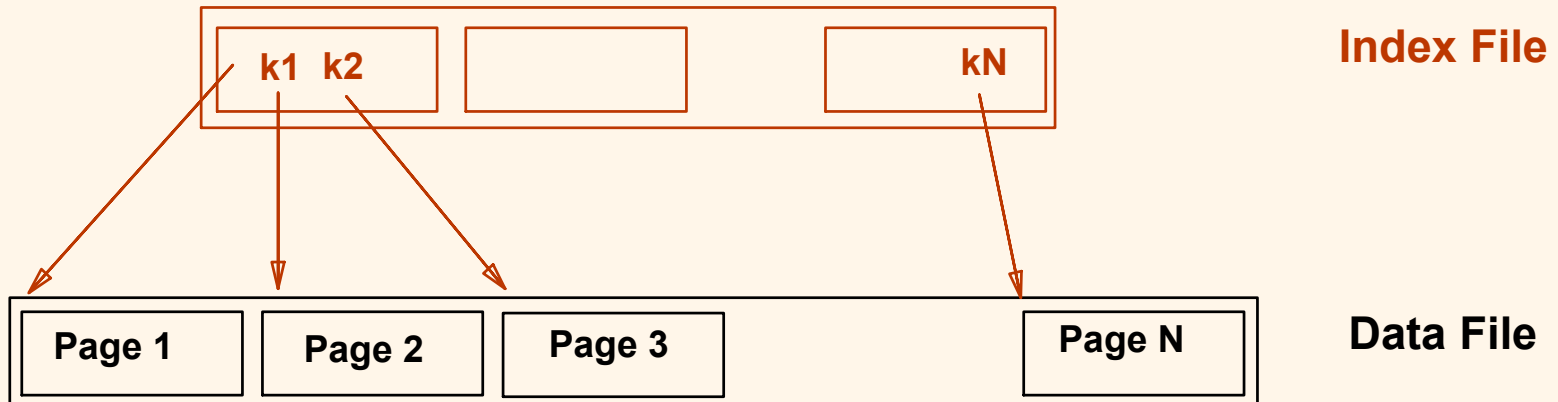 k1 k2 kN Index File
Page 1 Page 2 Page 3 Page N Data File